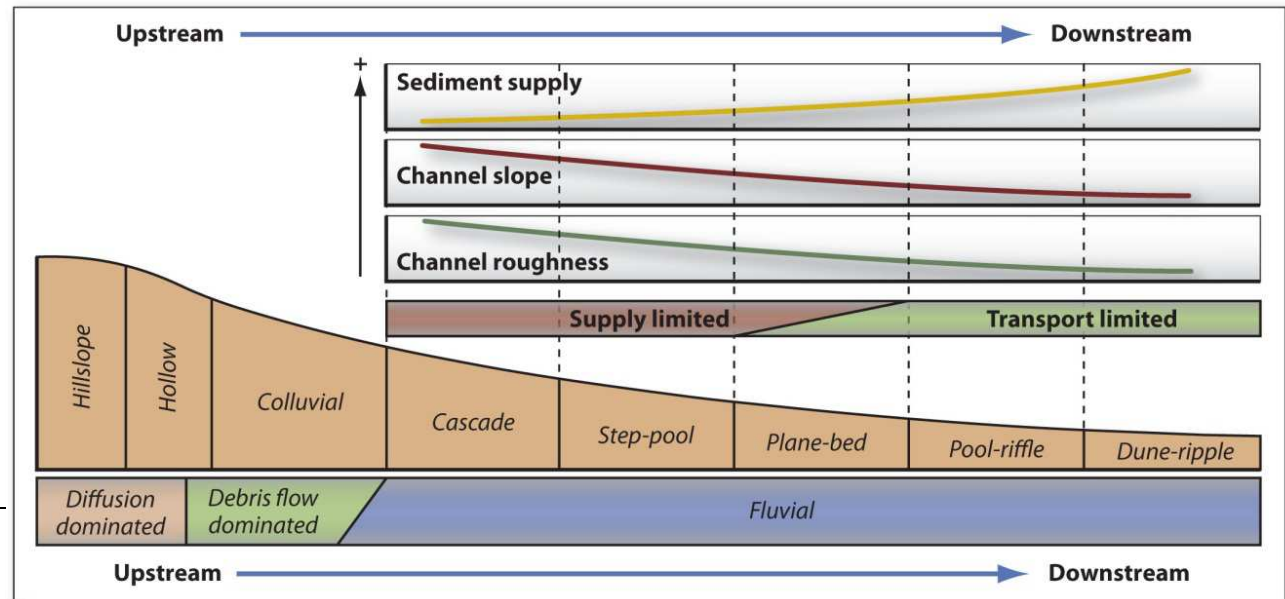 Upstream Downstream
+
Sediment supply
Channel slope
Channel roughness
Supply limited Transport limited
Hillslope
Hollow
Colluvial
Cascade
Step-pool
Plane-bed
Pool-riffle
Dune-ripple
Diffusion
dominated
Debris flow
dominated
Fluvial
Upstream Downstream